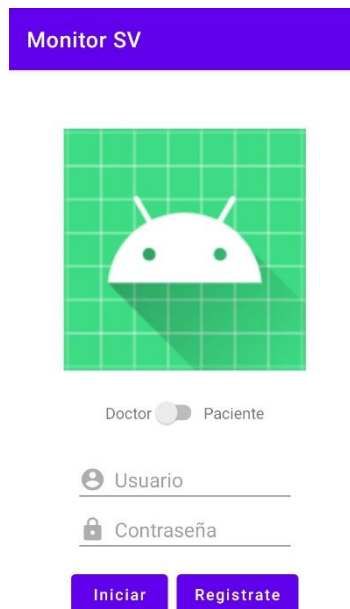 Monitor SV
Doctor Paciente
Usuario
Contraseña
Iniciar Registrate